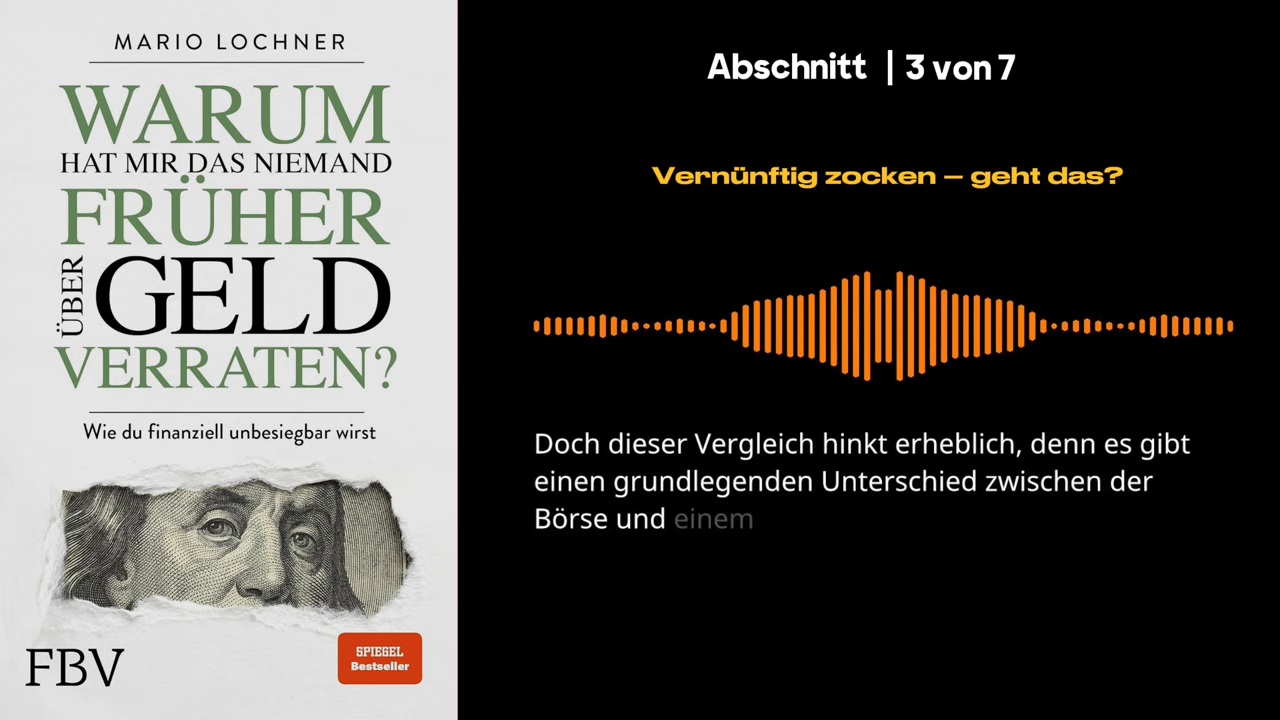 MARIO LOCHNER
WARUM
HAT MIR DAS NIEMAND
FRÜHER
ÜBER GELD
VERRATEN?
Wie du finanziell unbesiegbar wirst
FBV
SPIEGEL
Bestseller
Abschnitt | 3 von 7
Vernünftig zocken – geht das?
Doch dieser Vergleich hinkt erheblich, denn es gibt
einen grundlegenden Unterschied zwischen der
Börse und einem